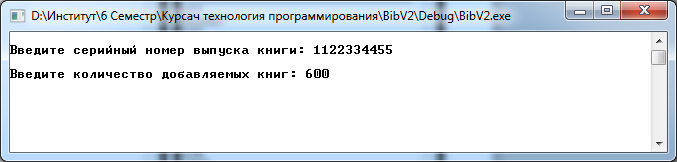 D:\Институт\6 Семестр\Курсач технология программирования\BibV2\Debug\BibV2.exe
Введите серийный номер выпуска книги: 1122334455
Введите количество добавляемых книг: 600